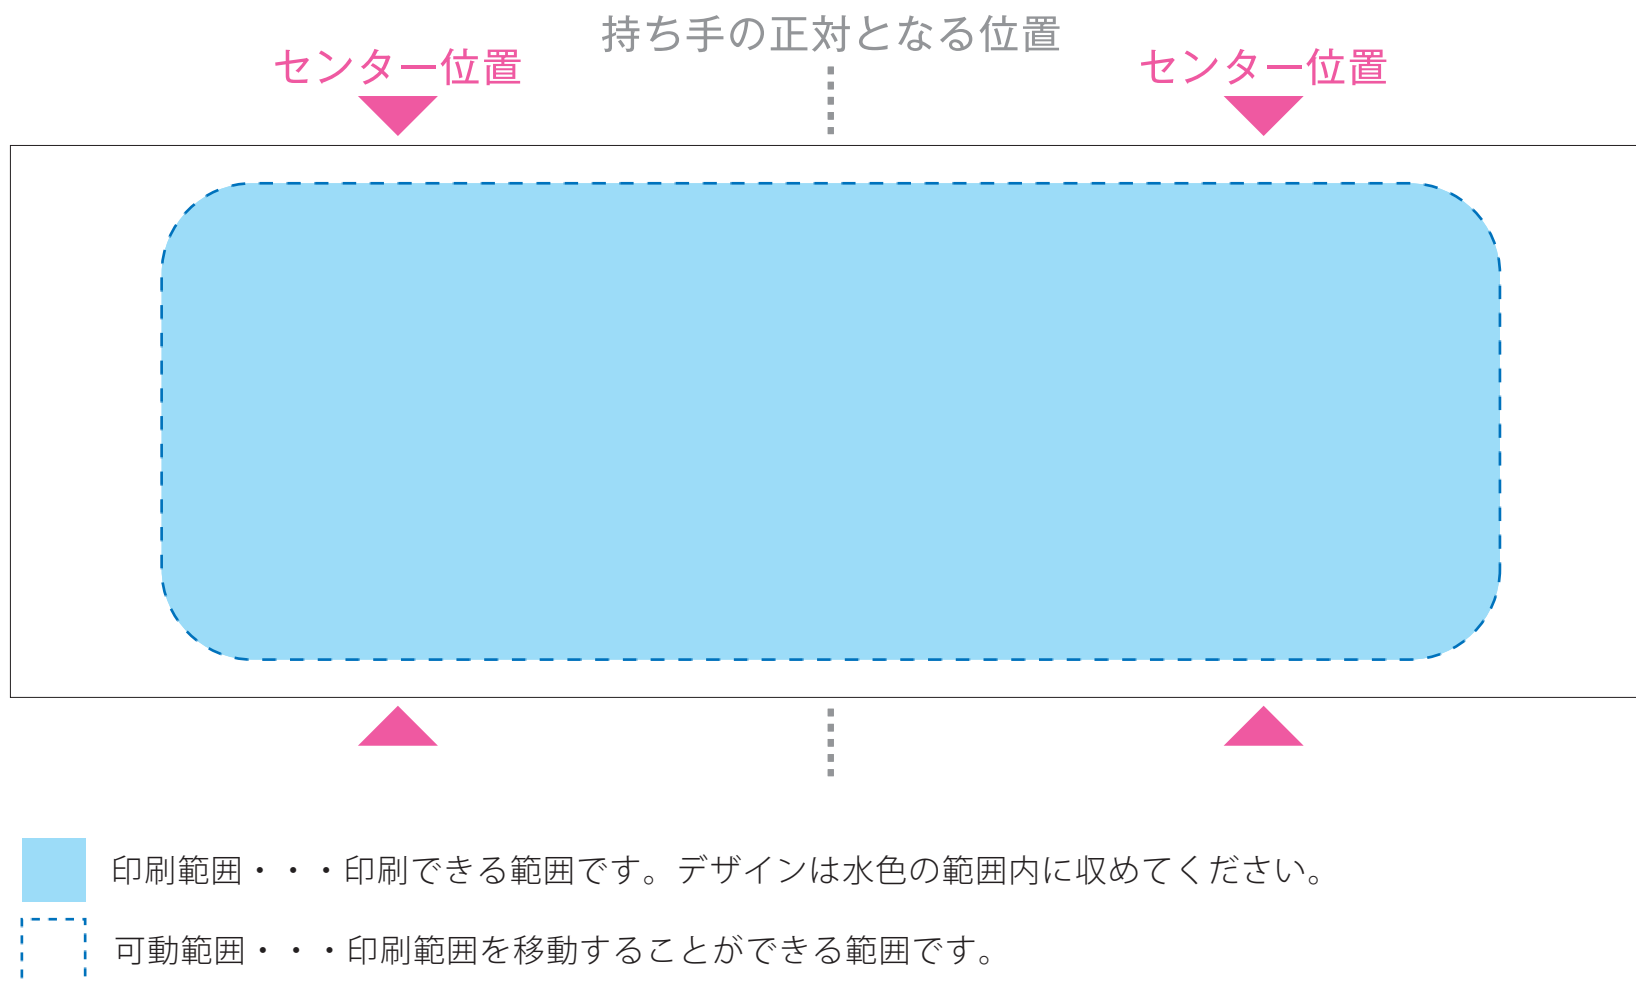 持ち手の正対となる位置
センター位置
センター位置
印刷範囲・・・印刷できる範囲です。デザインは水色の範囲内に収めてください。
可動範囲・・・印刷範囲を移動することができる範囲です。